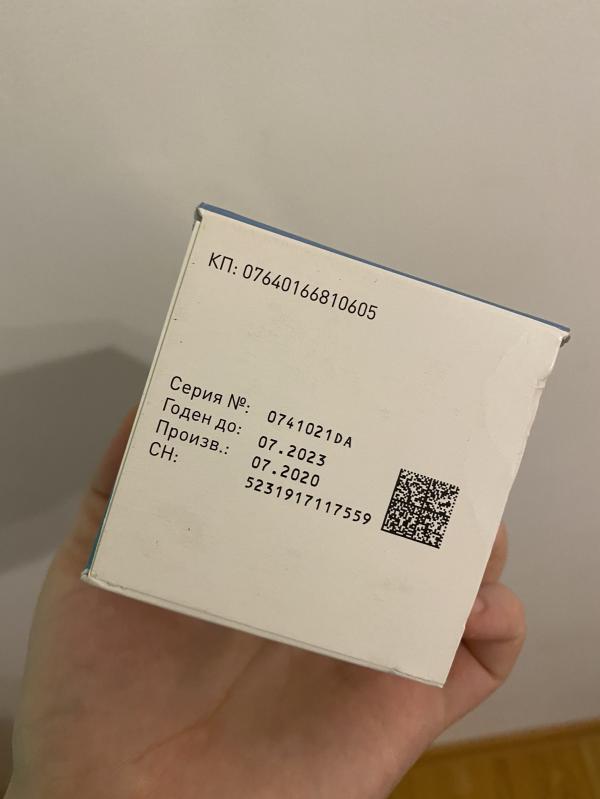 КП: 07640166810605
Серия №: 0741021DA
Годен до: 07.2023
Произв.: 07.2020
СН: 5231917117559